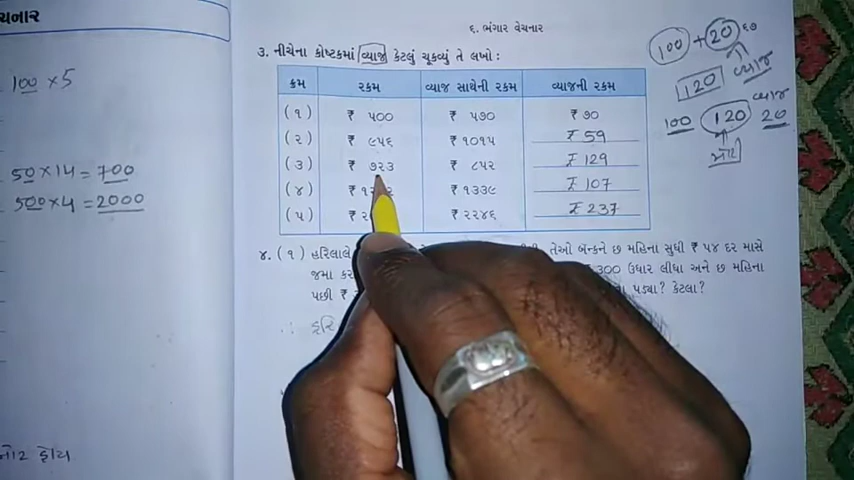 ચનાર
100 × 5
50 × 14 = 700
500 × 4 = 2000
૬. ભંગાર વેચનાર
૩. નીચેના કોષ્ટકમાં વ્યાજ કેટલું ચૂકવ્યું તે લખો :
ક્રમ રકમ વ્યાજ સાથેની રકમ વ્યાજની રકમ
(૧) ₹ ૫૦૦ ₹ ૫૭૦ ₹ ૭૦
(૨) ₹ ૯૫૬ ₹ ૧૦૧૫ ₹ 59
(૩) ₹ ૭૨૩ ₹ ૮૫૨ ₹ 129
(૪) ₹ ૧૩૩૯ ₹ 107
(૫) ₹ ૨૨૪૬ ₹ 237
100 + 20
120 વ્યાજ
વ્યાજ
100 120 20
૪. (૧) હરિલાલે તેઓ બૅન્કને છ મહિના સુધી ₹ ૫૪ દર માસે
જમા ₹ ૩૦૦ ઉધાર લીધા અને છ મહિના
પછી ₹ પડ્યા? કેટલા?
∴ હરિ